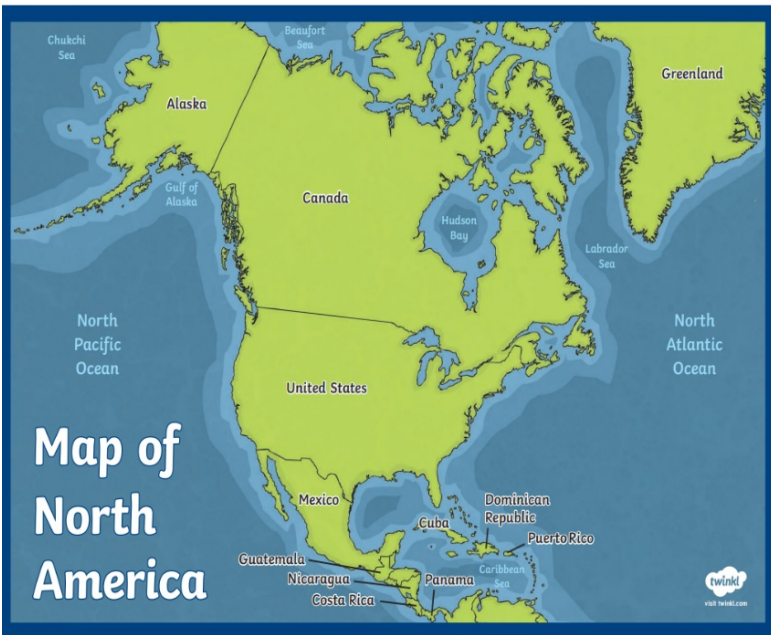 Chukchi
Sea
Beaufort
Sea
Greenland
Alaska
Gulf of
Alaska
Canada
Hudson
Bay
Labrador
Sea
North
Pacific
Ocean
North
Atlantic
Ocean
United States
Map of
North
America
Mexico
Cuba
Dominican
Republic
Puerto Rico
Guatemala
Nicaragua
Costa Rica
Panama
Caribbean
Sea
twinkl
visit twinkl.com